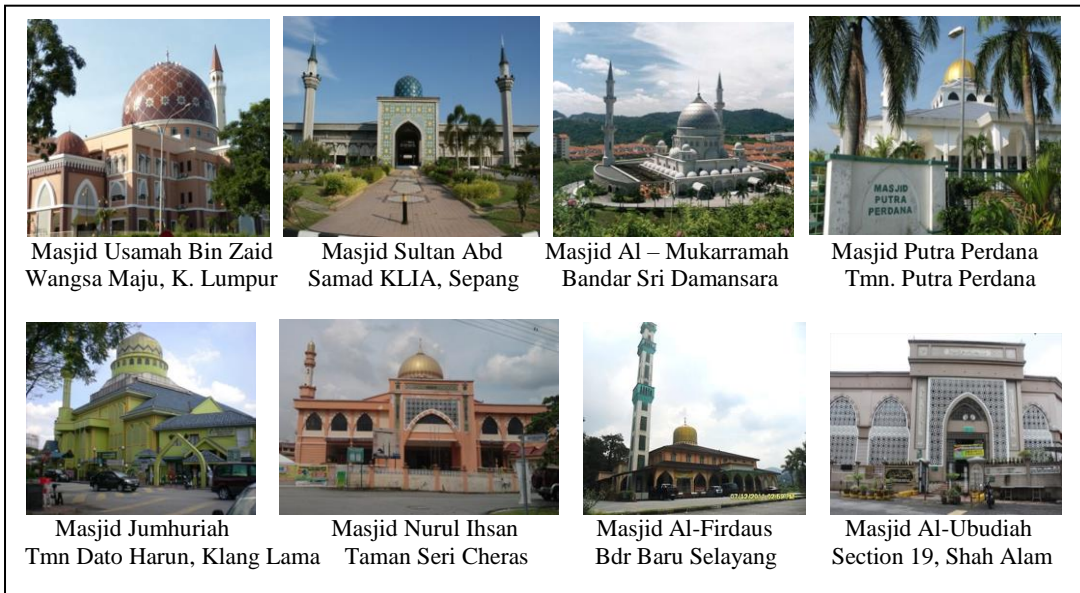 MASJID
PUTRA
PERDANA
Masjid Usamah Bin Zaid
Wangsa Maju, K. Lumpur
Masjid Sultan Abd
Samad KLIA, Sepang
Masjid Al – Mukarramah
Bandar Sri Damansara
Masjid Putra Perdana
Tmn. Putra Perdana
Masjid Jumhuriah
Tmn Dato Harun, Klang Lama
Masjid Nurul Ihsan
Taman Seri Cheras
Masjid Al-Firdaus
Bdr Baru Selayang
Masjid Al-Ubudiah
Section 19, Shah Alam